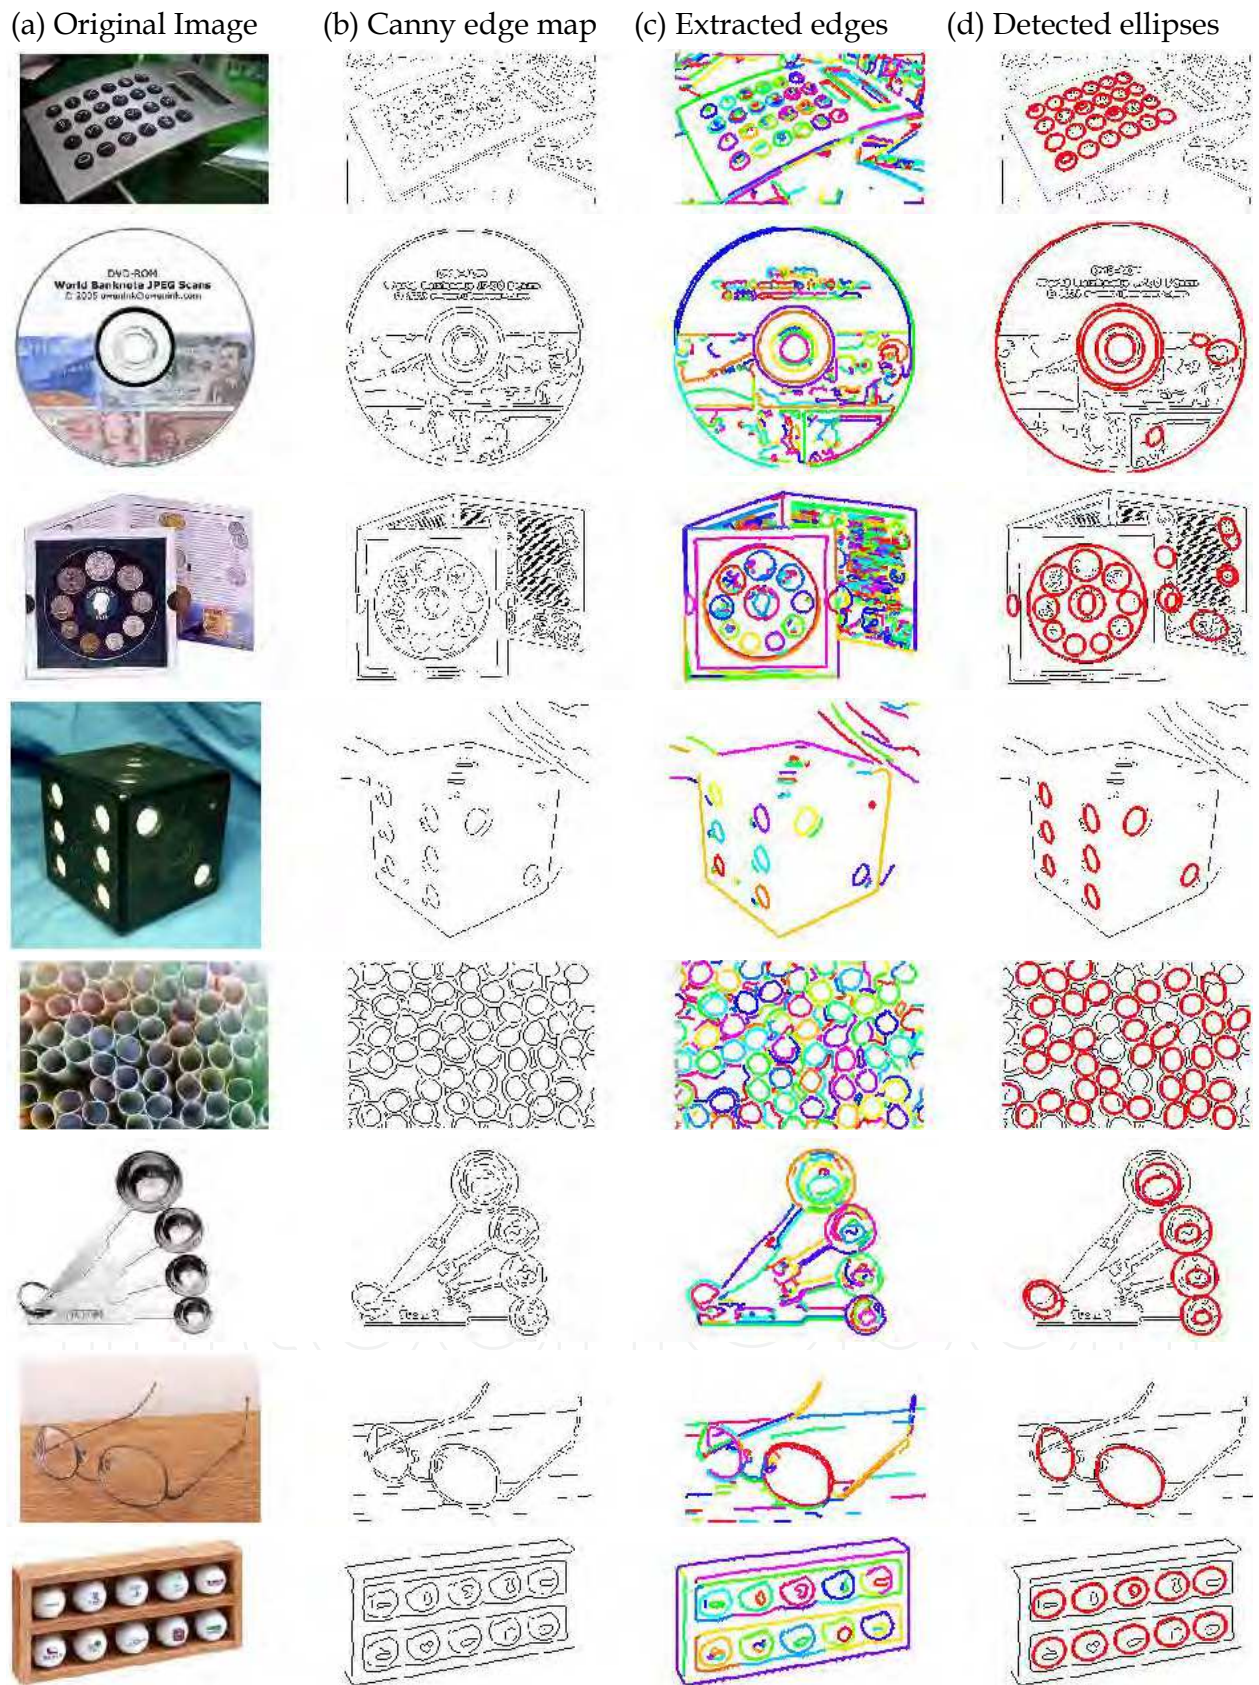 (a) Original Image (b) Canny edge map (c) Extracted edges (d) Detected ellipses
DVD-ROM
World Banknote JPEG Scans